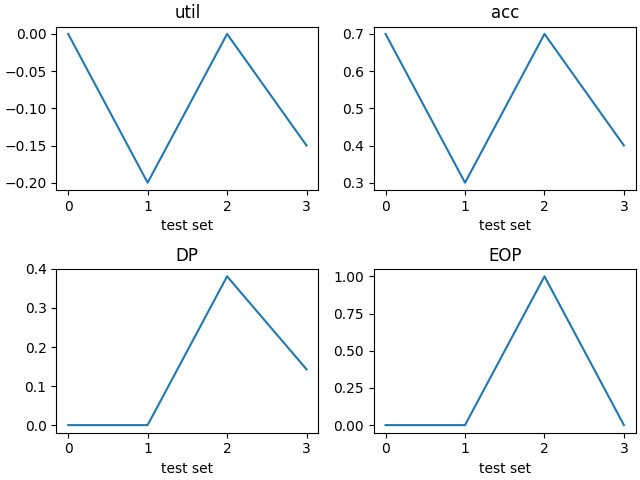 util
0.00
−0.05
−0.10
−0.15
−0.20
0 1 2 3
test set
acc
0.7
0.6
0.5
0.4
0.3
0 1 2 3
test set
DP
0.4
0.3
0.2
0.1
0.0
0 1 2 3
test set
EOP
1.00
0.75
0.50
0.25
0.00
0 1 2 3
test set